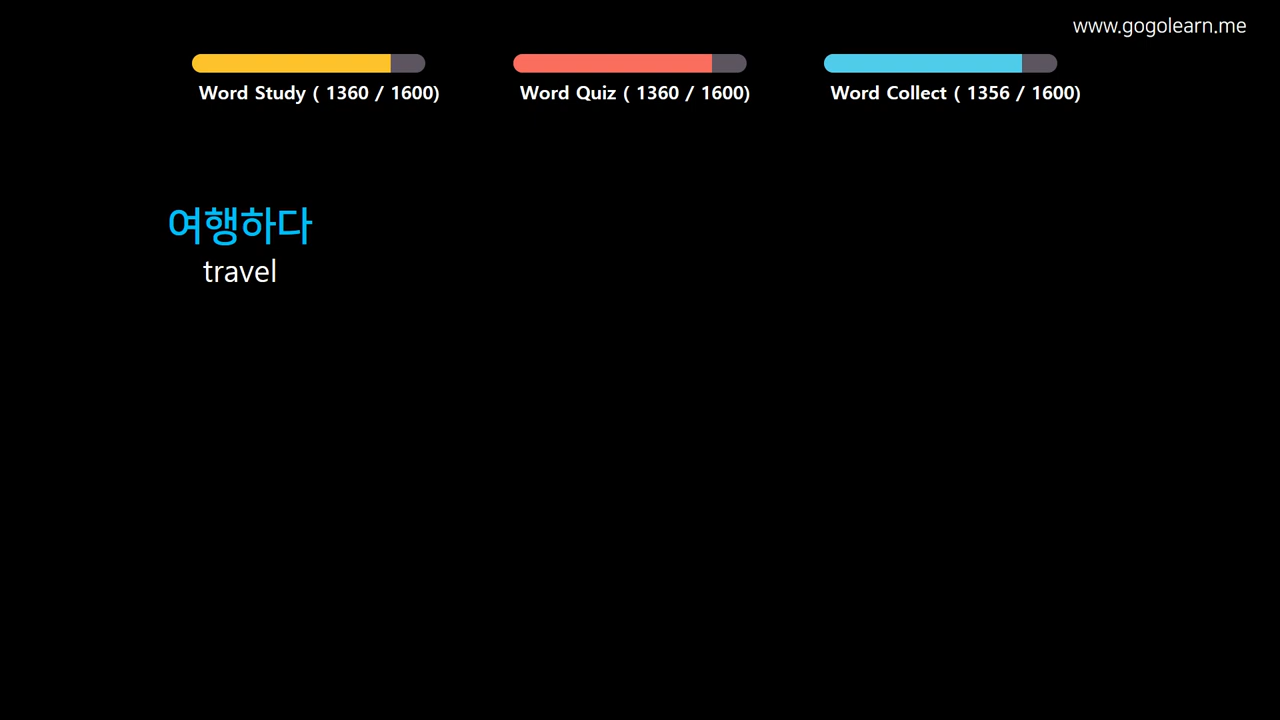 www.gogolearn.me
Word Study ( 1360 / 1600)
Word Quiz ( 1360 / 1600)
Word Collect ( 1356 / 1600)
여행하다
travel